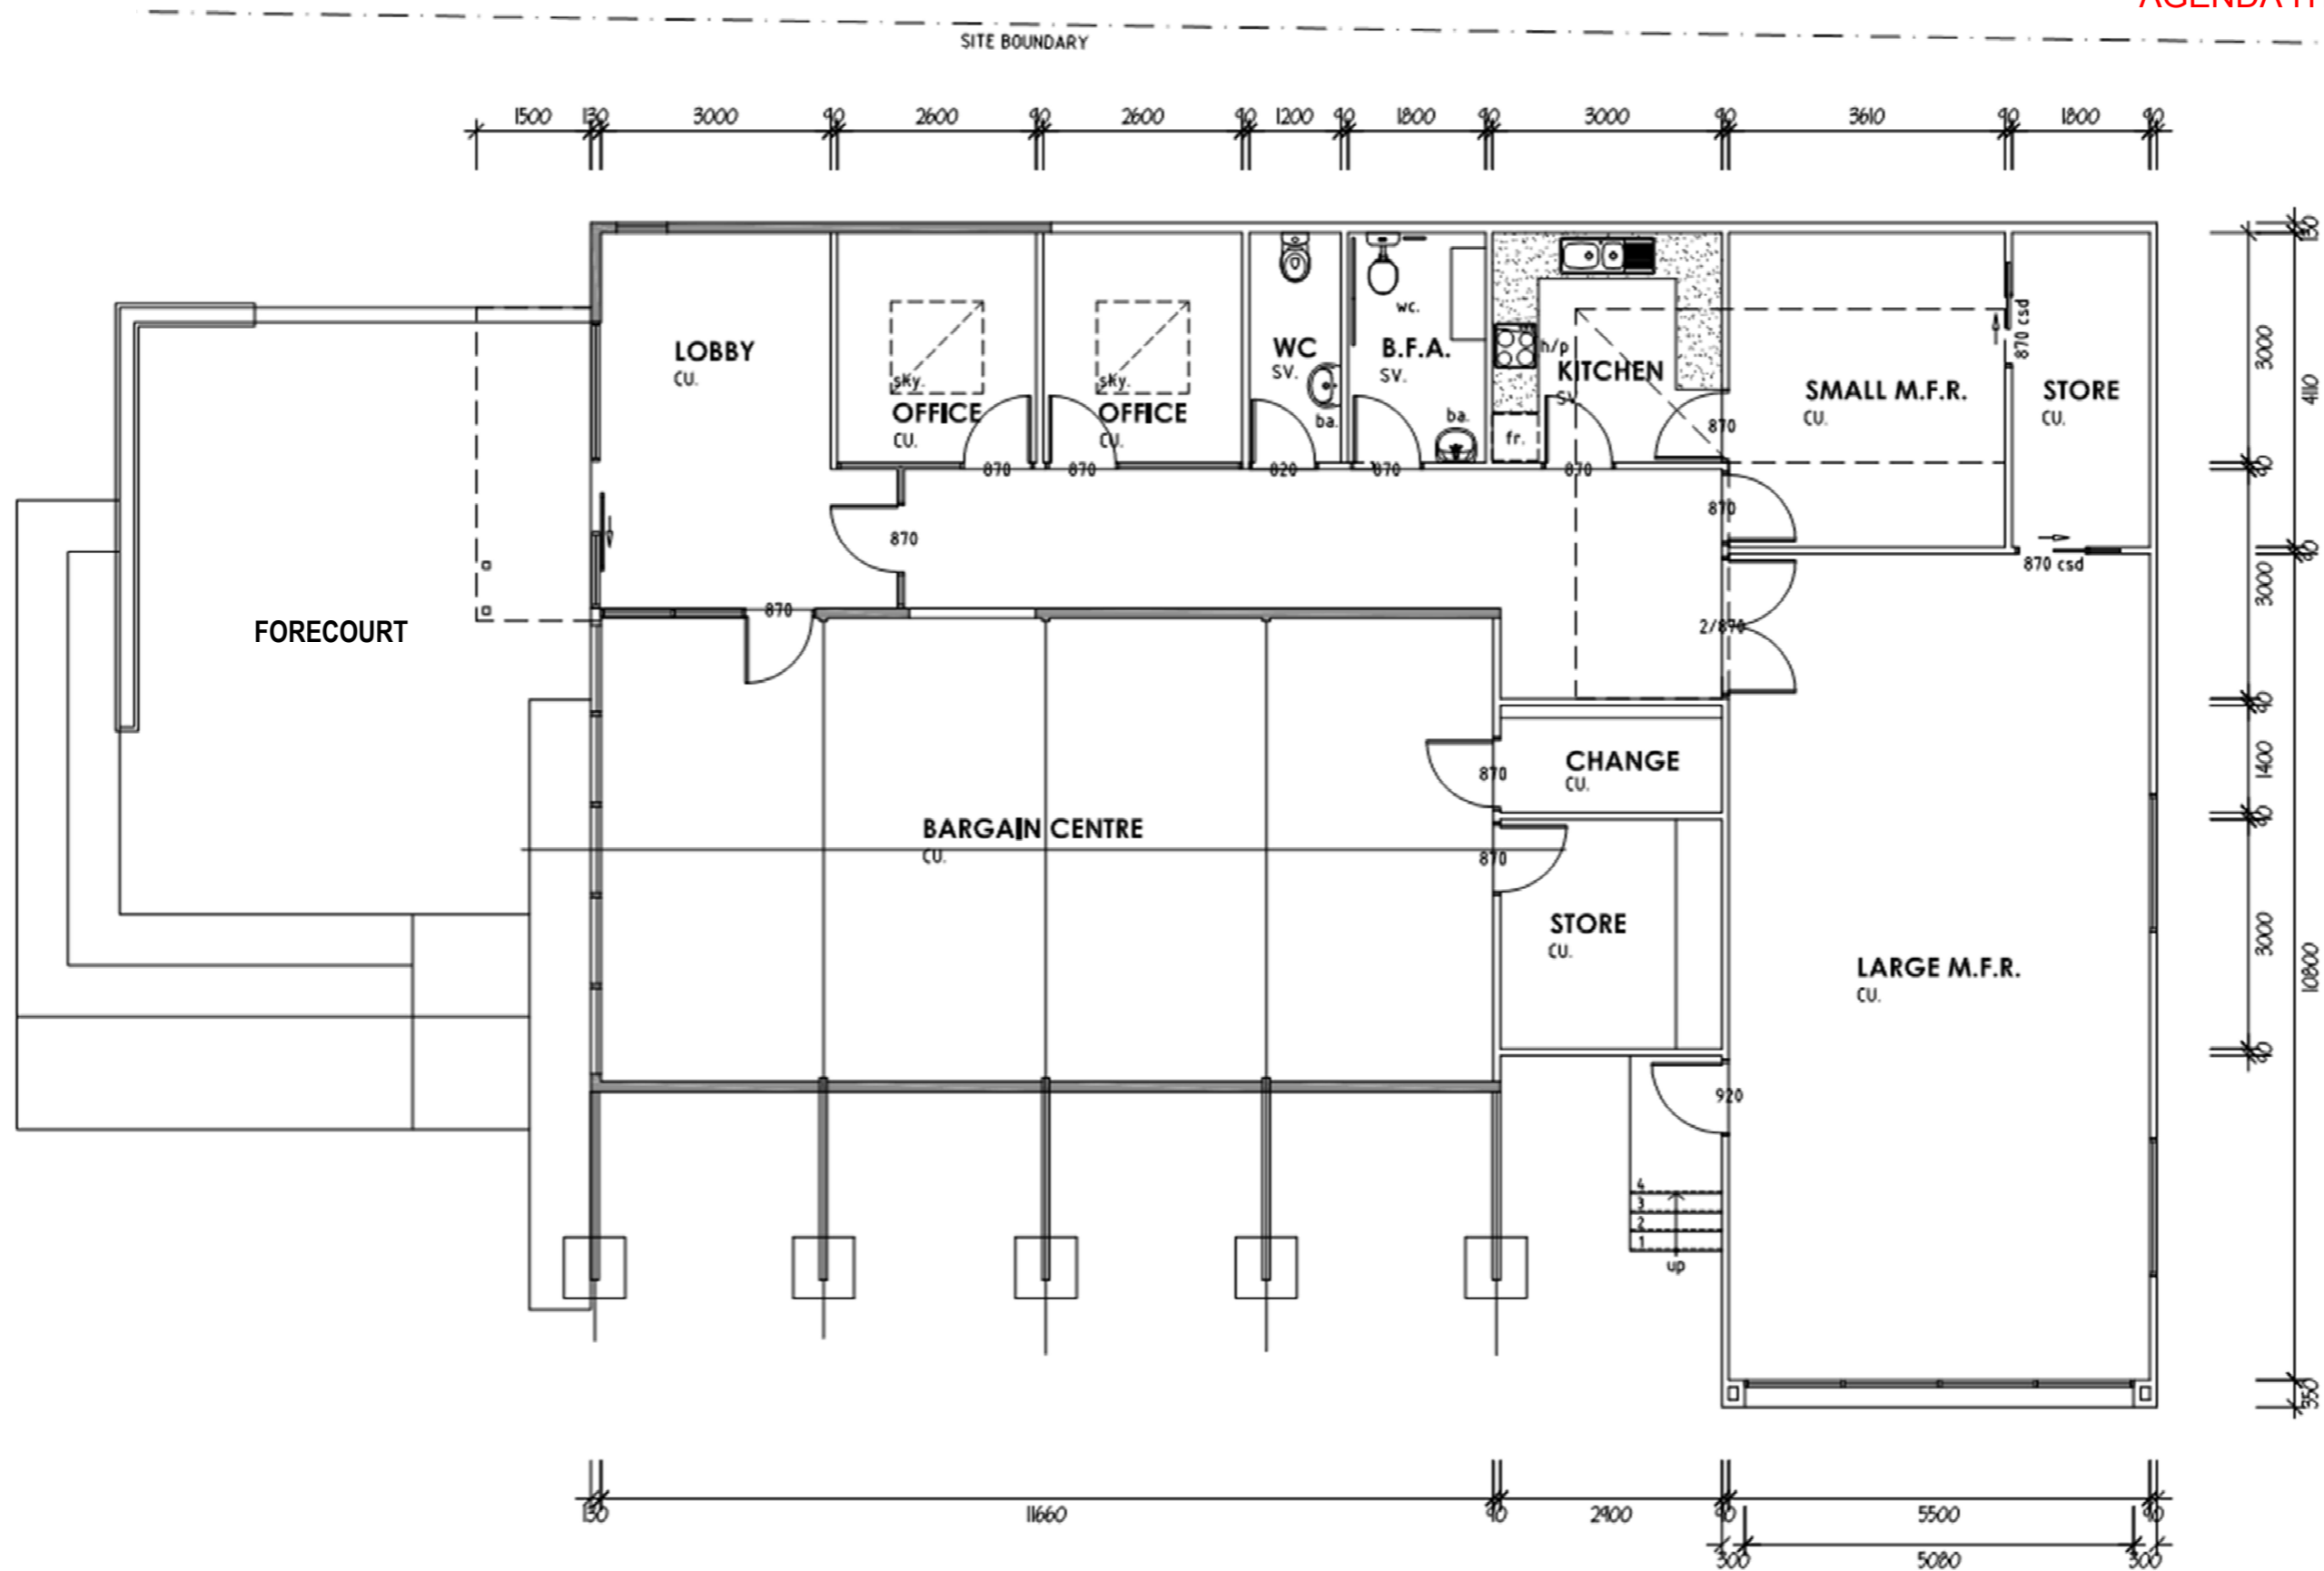 AGENDA IT
SITE BOUNDARY
1500 130 3000 90 2600 90 2600 90 1200 90 1800 90 3000 90 3610 90 1800 90
130
3000
4110
870 csd
LOBBY
CU.
sky.
OFFICE
CU.
sky.
OFFICE
CU.
WC
SV.
ba.
wc.
B.F.A.
SV.
ba.
h/p
KITCHEN
SV.
fr.
SMALL M.F.R.
CU.
STORE
CU.
870
870 870 820 870 870
90
870
870
90
870 csd
3000
FORECOURT
870
2/870
90
1400
CHANGE
CU.
870
90
BARGAIN CENTRE
CU.
870
STORE
CU.
3000
LARGE M.F.R.
CU.
10800
90
920
4
3
2
1
up
350
130 11660 90 2900 90 5500 90
300 5080 300